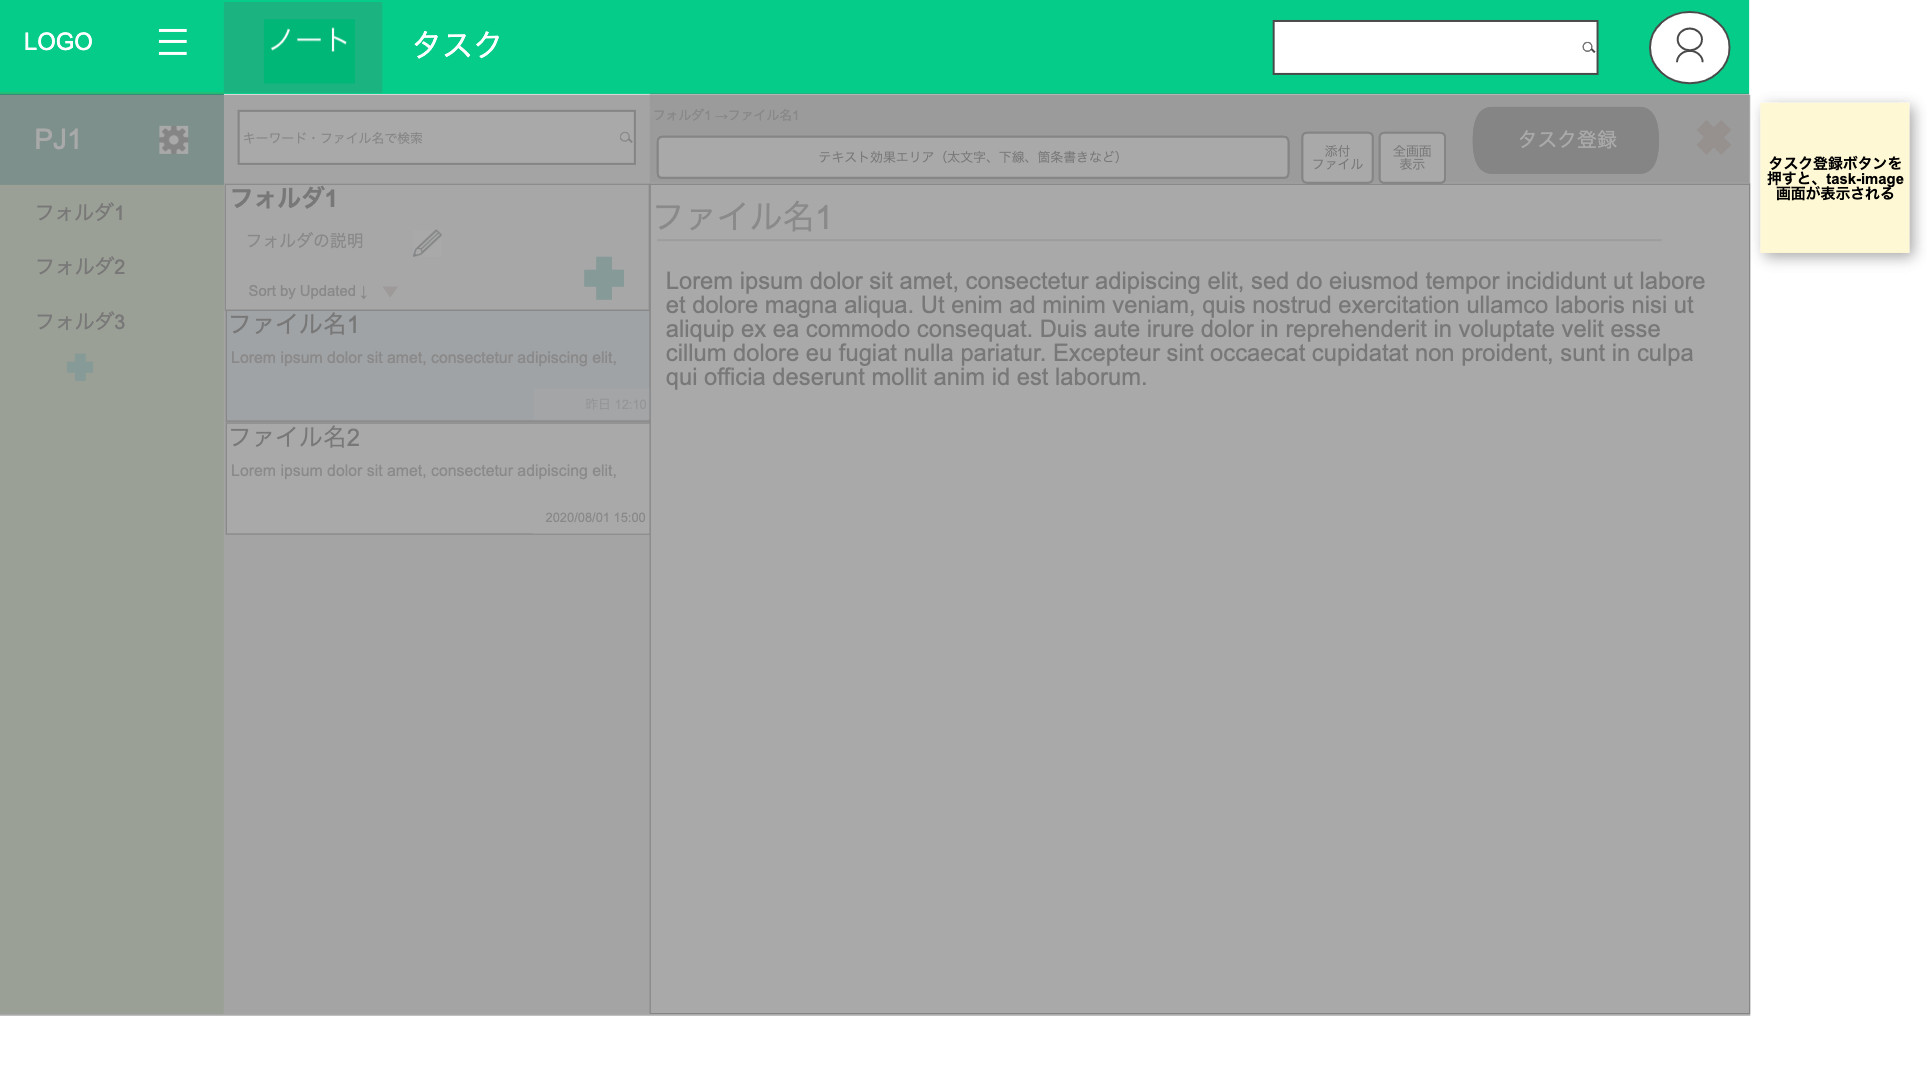 LOGO
ノート
タスク
PJ1
キーワード・ファイル名で検索
フォルダ1→ファイル名1
テキスト効果エリア（太文字、下線、箇条書きなど）
添付
ファイル
全画面
表示
タスク登録
タスク登録ボタンを
押すと、task-image
画面が表示される
フォルダ1
フォルダ2
フォルダ3
フォルダ1
フォルダの説明
Sort by Updated ↓
ファイル名1
Lorem ipsum dolor sit amet, consectetur adipiscing elit,
昨日 12:10
ファイル名2
Lorem ipsum dolor sit amet, consectetur adipiscing elit,
2020/08/01 15:00
ファイル名1
Lorem ipsum dolor sit amet, consectetur adipiscing elit, sed do eiusmod tempor incididunt ut labore
et dolore magna aliqua. Ut enim ad minim veniam, quis nostrud exercitation ullamco laboris nisi ut
aliquip ex ea commodo consequat. Duis aute irure dolor in reprehenderit in voluptate velit esse
cillum dolore eu fugiat nulla pariatur. Excepteur sint occaecat cupidatat non proident, sunt in culpa
qui officia deserunt mollit anim id est laborum.